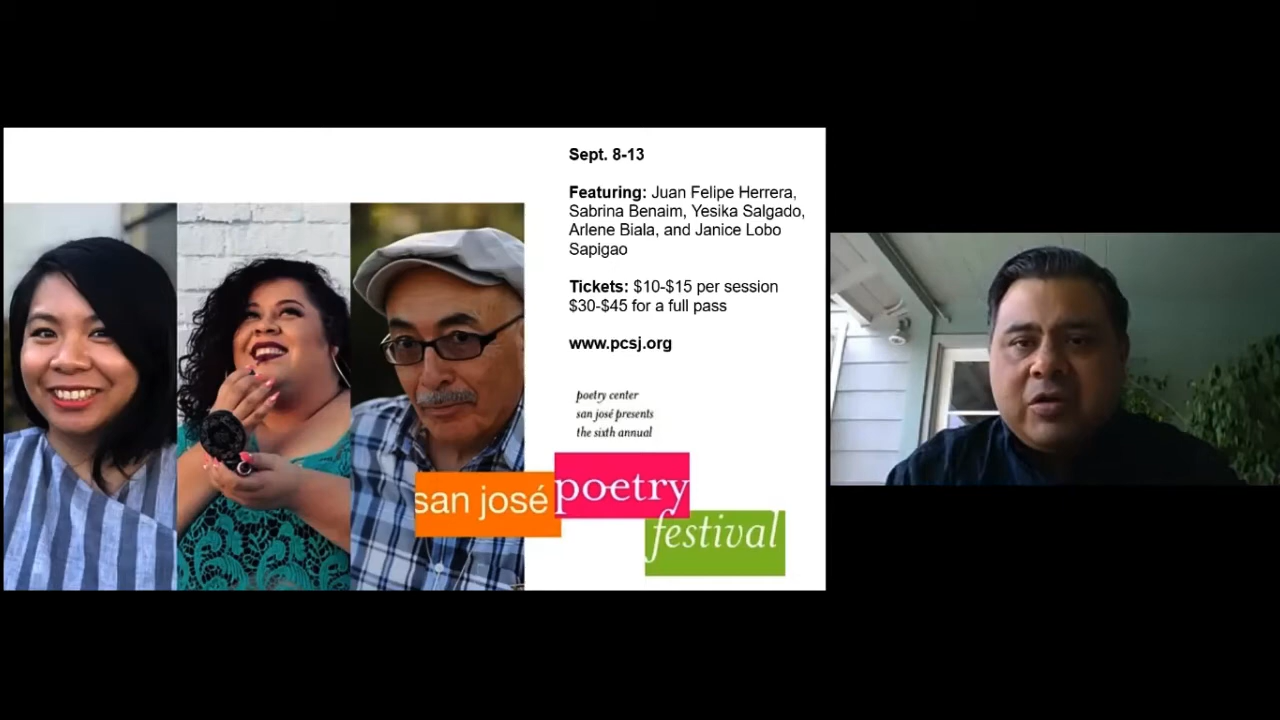 Sept. 8-13
Featuring: Juan Felipe Herrera,
Sabrina Benaim, Yesika Salgado,
Arlene Biala, and Janice Lobo
Sapigao
Tickets: $10-$15 per session
$30-$45 for a full pass
www.pcsj.org
poetry center
san josé presents
the sixth annual
san josé
poetry
festival